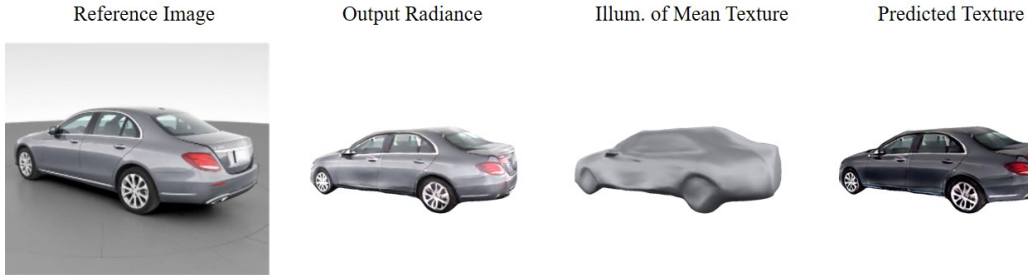 Reference Image
Output Radiance
Illum. of Mean Texture
Predicted Texture